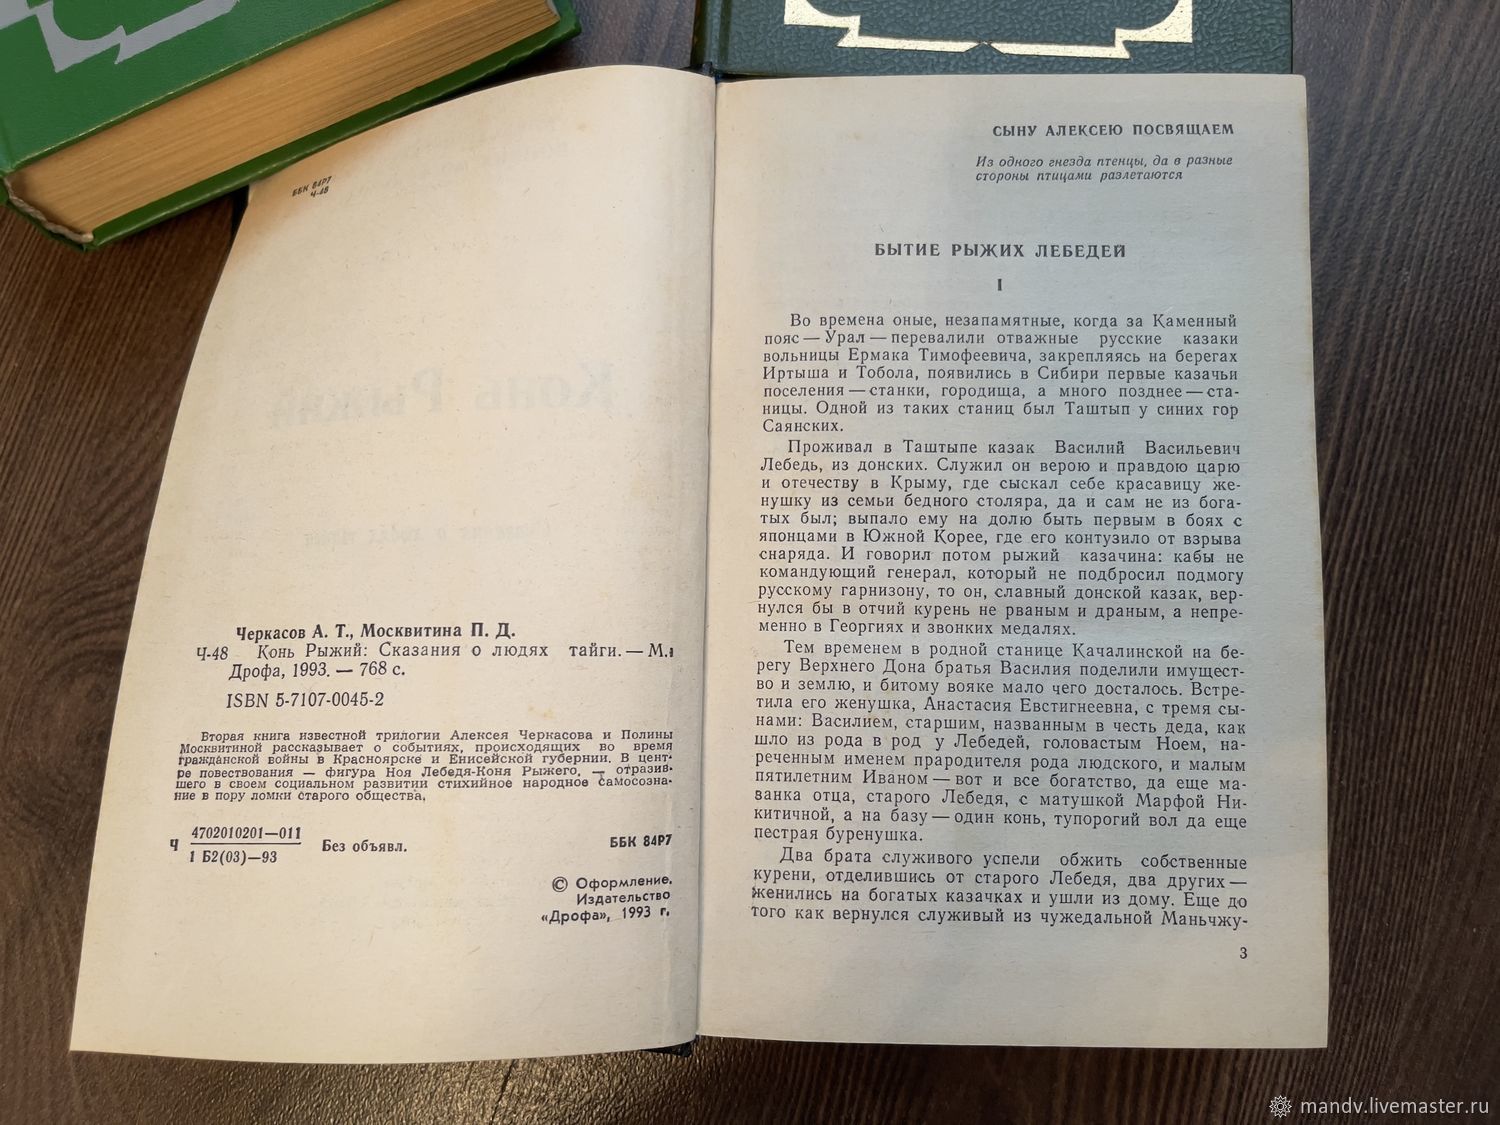 ББК 84Р7
Ч-48
Черкасов А. Т., Москвитина П. Д.
Ч-48 Конь Рыжий: Сказания о людях тайги. — М.:
Дрофа, 1993. — 768 с.
ISBN 5-7107-0045-2
Вторая книга известной трилогии Алексея Черкасова и Полины
Москвитиной рассказывает о событиях, происходящих во время
гражданской войны в Красноярске и Енисейской губернии. В цент-
ре повествования — фигура Ноя Лебедя-Коня Рыжего, — отразив-
шего в своем социальном развитии стихийное народное самосозна-
ние в пору ломки старого общества,
Ч 4702010201—011
1 Б2(03)—93
Без объявл.
ББК 84Р7
© Оформление.
Издательство
«Дрофа», 1993 г.
СЫНУ АЛЕКСЕЮ ПОСВЯЩАЕМ
Из одного гнезда птенцы, да в разные
стороны птицами разлетаются
БЫТИЕ РЫЖИХ ЛЕБЕДЕЙ
I
Во времена оные, незапамятные, когда за Каменный
пояс — Урал — перевалили отважные русские казаки
вольницы Ермака Тимофеевича, закрепляясь на берегах
Иртыша и Тобола, появились в Сибири первые казачьи
поселения — станки, городища, а много позднее — ста-
ницы. Одной из таких станиц был Таштып у синих гор
Саянских.
Проживал в Таштыпе казак Василий Васильевич
Лебедь, из донских. Служил он верою и правдою царю
и отечеству в Крыму, где сыскал себе красавицу же-
нушку из семьи бедного столяра, да и сам не из бога-
тых был; выпало ему на долю быть первым в боях с
японцами в Южной Корее, где его контузило от взрыва
снаряда. И говорил потом рыжий казачина: кабы не
командующий генерал, который не подбросил подмогу
русскому гарнизону, то он, славный донской казак, вер-
нулся бы в отчий курень не рваным и драным, а непре-
менно в Георгиях и звонких медалях.
Тем временем в родной станице Качалинской на бе-
регу Верхнего Дона братья Василия поделили имущест-
во и землю, и битому вояке мало чего досталось. Встре-
тила его женушка, Анастасия Евстигнеевна, с тремя сы-
нами: Василием, старшим, названным в честь деда, как
шло из рода в род у Лебедей, головастым Ноем, на-
реченным именем прародителя рода людского, и малым
пятилетним Иваном — вот и все богатство, да еще ма-
занка отца, старого Лебедя, с матушкой Марфой Ни-
китичной, а на базу — один конь, тупорогий вол да еще
пестрая буренушка.
Два брата служивого успели обжить собственные
курени, отделившись от старого Лебедя, два других —
женились на богатых казачках и ушли из дому. Еще до
того как вернулся служивый из чужедальной Маньчжу-
3
mandv.livemaster.ru